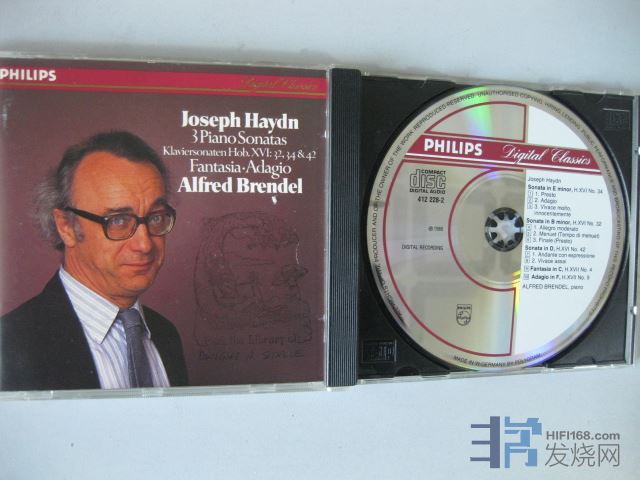 PHILIPS
Digital Classics
Joseph Haydn
3 Piano Sonatas
Klaviersonaten Hob. XVI: 32, 34 & 42
Fantasia·Adagio
Alfred Brendel
the library of
PHILIPS
Digital Classics
COMPACT
disc
DIGITAL AUDIO
412 228-2
DIGITAL RECORDING
Joseph Haydn
Sonata in E minor, H.XVI No. 34
1. Presto
2. Adagio
3. Vivace molto,
innocentemente
Sonata in B minor, H.XVI No. 32
1. Allegro moderato
2. Menuet (Tempo di menuet)
3. Finale (Presto)
Sonata in D, H.XVI No. 42
1. Andante con espressione
2. Vivace assai
Fantasia in C, H.XVII No. 4
Adagio in F, H.XVII No. 9
ALFRED BRENDEL, piano
PHILIPS
MADE IN W.GERMANY BY POLYGRAM
HIFI168.com
发烧网